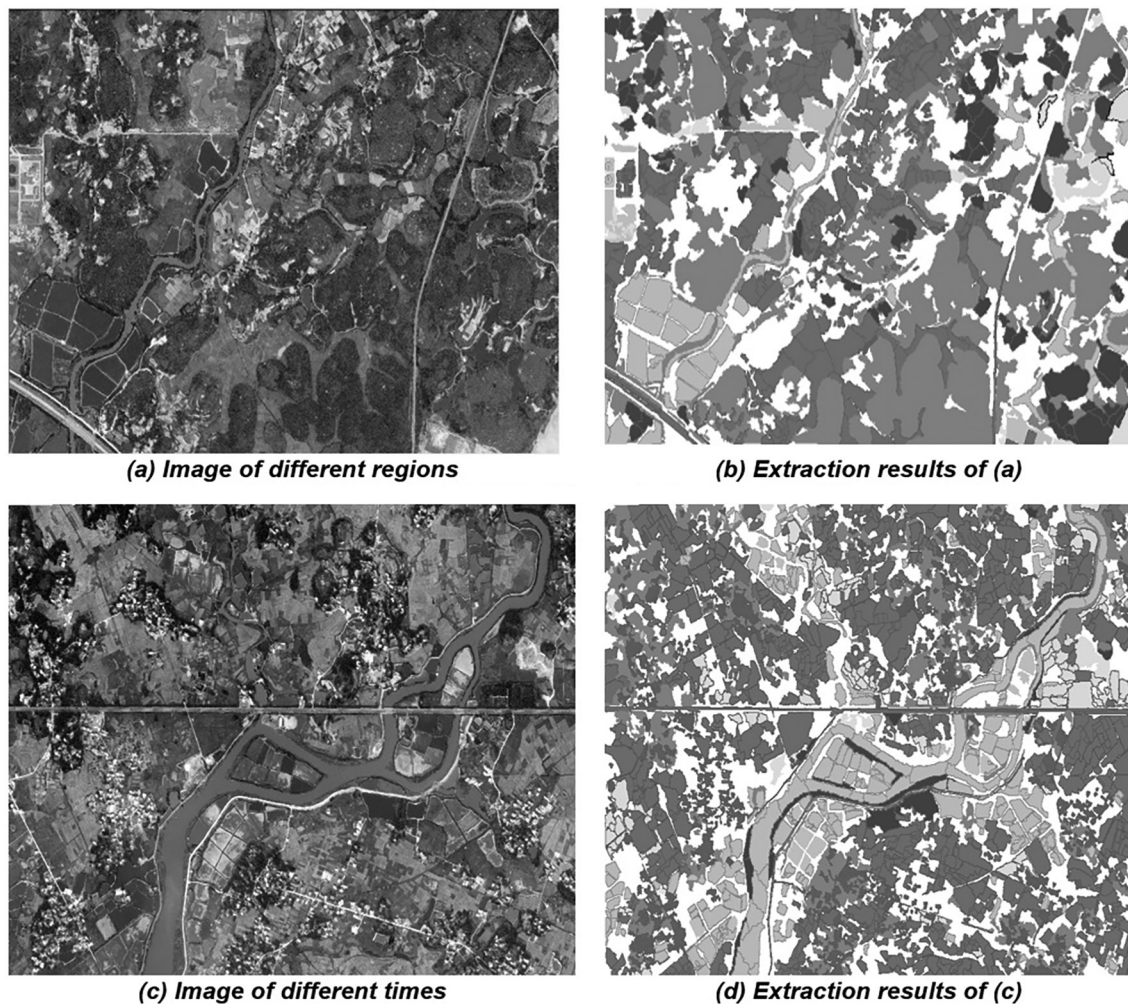 (a) Image of different regions
(b) Extraction results of (a)
(c) Image of different times
(d) Extraction results of (c)